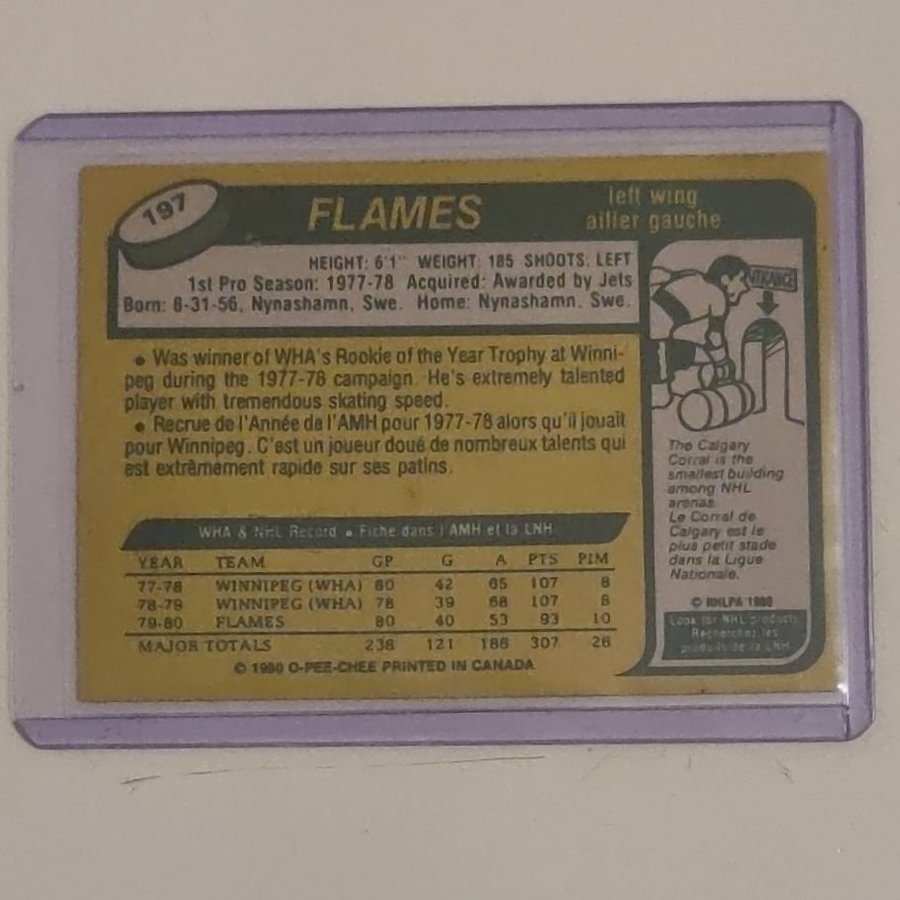 197
FLAMES
left wing
ailier gauche
HEIGHT: 6'1" WEIGHT: 185 SHOOTS: LEFT
1st Pro Season: 1977-78 Acquired: Awarded by Jets
Born: 8-31-56, Nynashamn, Swe. Home: Nynashamn, Swe.
• Was winner of WHA's Rookie of the Year Trophy at Winni-
peg during the 1977-78 campaign. He's extremely talented
player with tremendous skating speed.
• Recrue de l'Année de l'AMH pour 1977-78 alors qu'il jouait
pour Winnipeg. C'est un joueur doué de nombreux talents qui
est extrêmement rapide sur ses patins.
WHA & NHL Record • Fiche dans l'AMH et la LNH
YEAR TEAM GP G A PTS PIM
77-78 WINNIPEG (WHA) 80 42 65 107 8
78-79 WINNIPEG (WHA) 78 39 68 107 8
79-80 FLAMES 80 40 53 93 10
MAJOR TOTALS 238 121 186 307 26
© 1980 O-PEE-CHEE PRINTED IN CANADA
ENTRANCE
The Calgary
Corral is the
smallest building
among NHL
arenas.
Le Corral de
Calgary est le
plus petit stade
dans la Ligue
Nationale.
© NHLPA 1980
Look for NHL products
Recherchez les
produits de la LNH